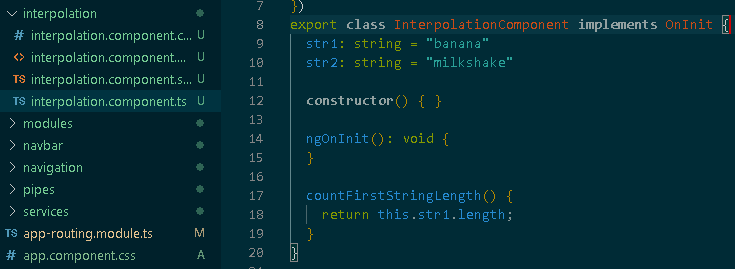 interpolation
# interpolation.component.c... U
<> interpolation.component.... U
TS interpolation.component.s... U
TS interpolation.component.ts U
modules
navbar
navigation
pipes
services
TS app-routing.module.ts M
# app.component.css A
7 })
8 export class InterpolationComponent implements OnInit {
9 str1: string = "banana"
10 str2: string = "milkshake"
11
12 constructor() { }
13
14 ngOnInit(): void {
15 }
16
17 countFirstStringLength() {
18 return this.str1.length;
19 }
20 }